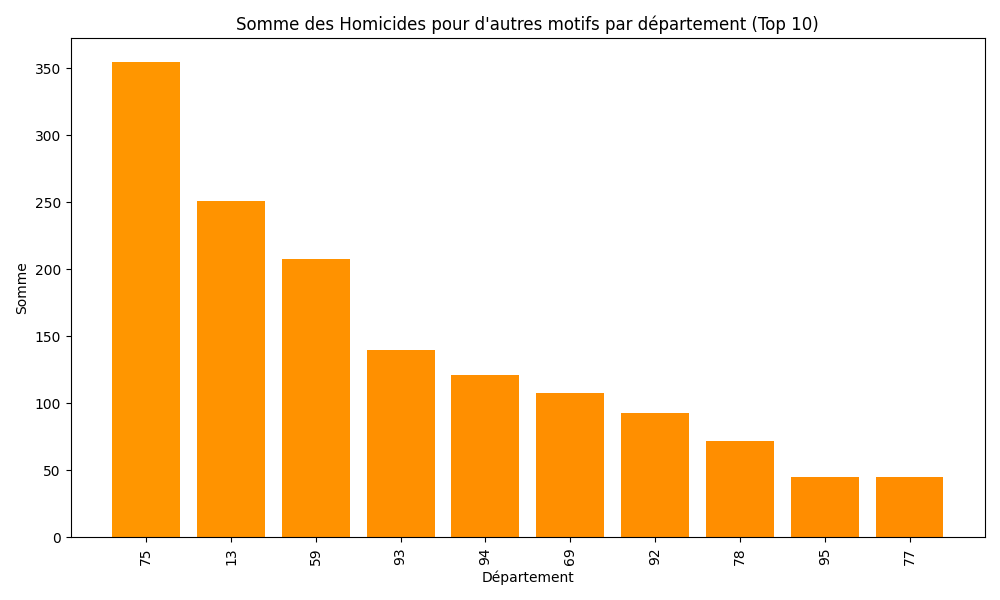 Somme des Homicides pour d'autres motifs par département (Top 10)
Somme
350
300
250
200
150
100
50
0
75 13 59 93 94 69 92 78 95 77
Département